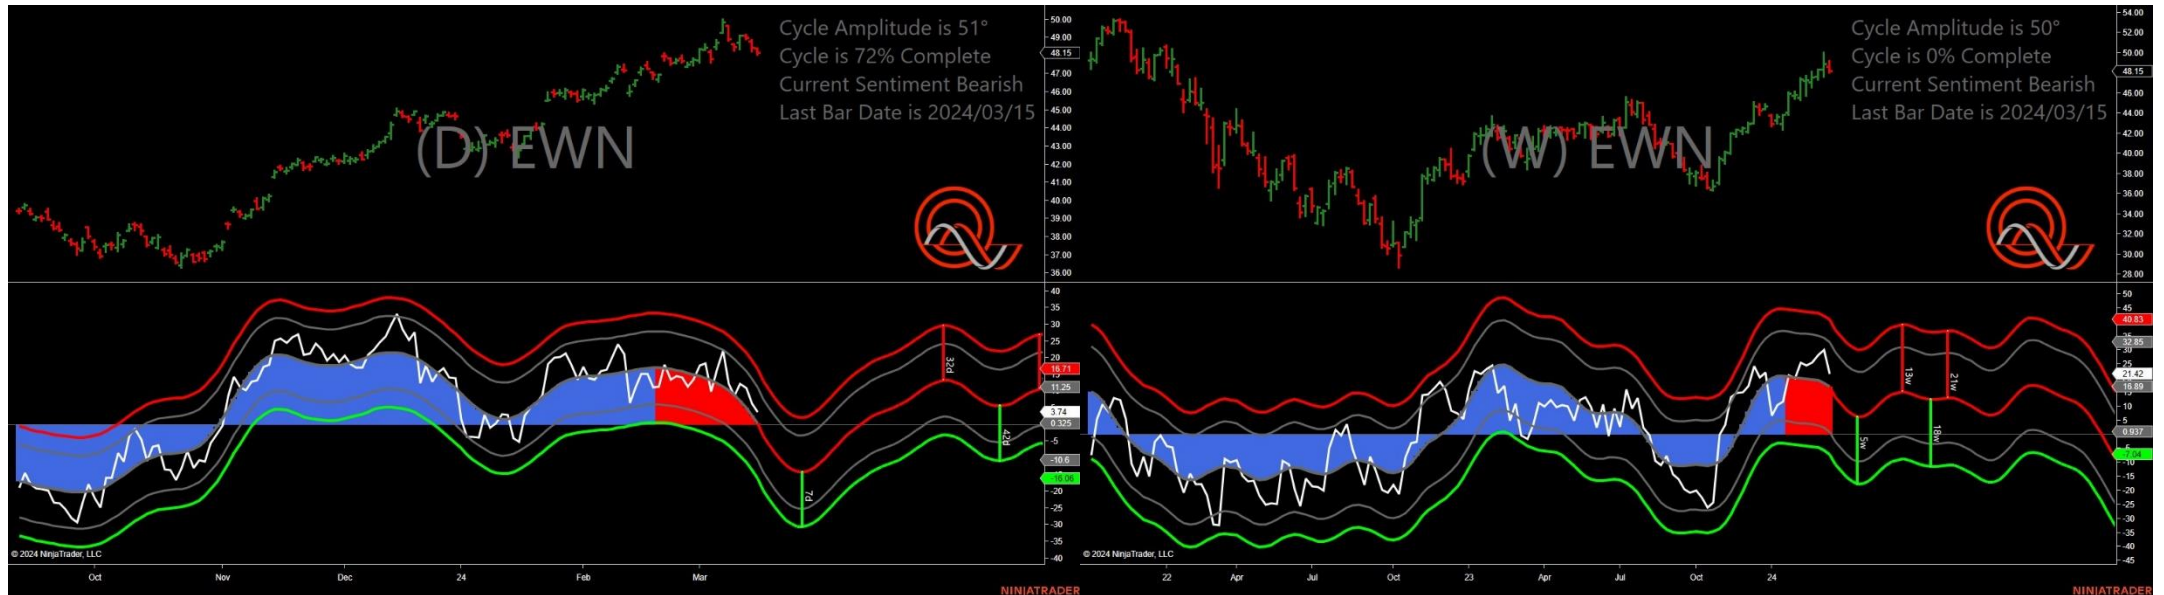 Cycle Amplitude is 51°
Cycle is 72% Complete
Current Sentiment Bearish
Last Bar Date is 2024/03/15
(D) EWN
50.00
49.00
48.15
47.00
46.00
45.00
44.00
43.00
42.00
41.00
40.00
39.00
38.00
37.00
36.00
40
35
30
25
20
16.71
11.25
3.74
0.325
-5
-10.6
-16.06
-20
-25
-30
-35
-40
32d
42d
7d
© 2024 NinjaTrader, LLC
Oct
Nov
Dec
24
Feb
Mar
NINJATRADER
Cycle Amplitude is 50°
Cycle is 0% Complete
Current Sentiment Bearish
Last Bar Date is 2024/03/15
(W) EWN
54.00
52.00
50.00
48.15
46.00
44.00
42.00
40.00
38.00
36.00
34.00
32.00
30.00
28.00
50
45
40.83
32.85
25
21.42
16.89
10
5
0.937
-7.04
-10
-15
-20
-25
-30
-35
-40
-45
13w
21w
5w
18w
© 2024 NinjaTrader, LLC
22
Apr
Jul
Oct
23
Apr
Jul
Oct
24
NINJATRADER